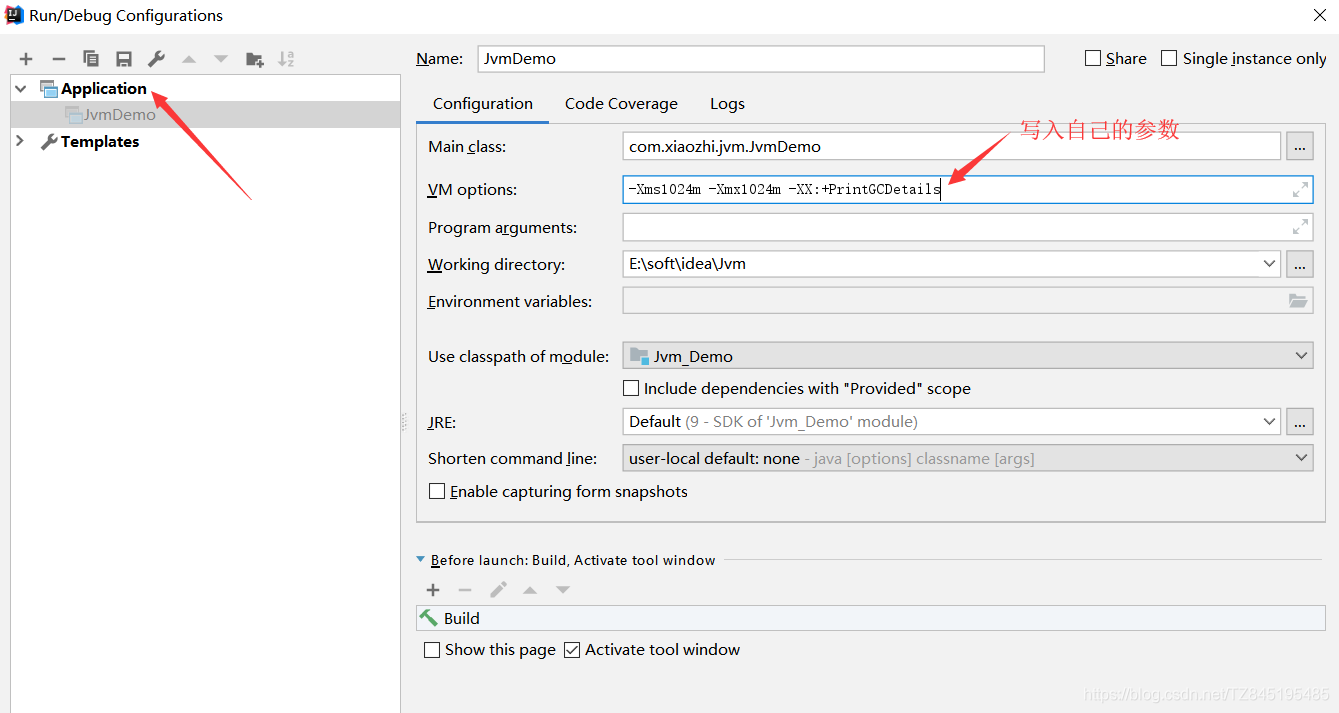 Run/Debug Configurations
Name: JvmDemo
Share
Single instance only
Application
JvmDemo
Templates
Configuration
Code Coverage
Logs
写入自己的参数
Main class: com.xiaozhi.jvm.JvmDemo ...
VM options: -Xms1024m -Xmx1024m -XX:+PrintGCDetails
Program arguments:
Working directory: E:\soft\idea\Jvm ...
Environment variables:
Use classpath of module: Jvm_Demo
Include dependencies with "Provided" scope
JRE: Default (9 - SDK of 'Jvm_Demo' module) ...
Shorten command line: user-local default: none - java [options] classname [args]
Enable capturing form snapshots
Before launch: Build, Activate tool window
Build
Show this page
Activate tool window
https://blog.csdn.net/TZ845195485